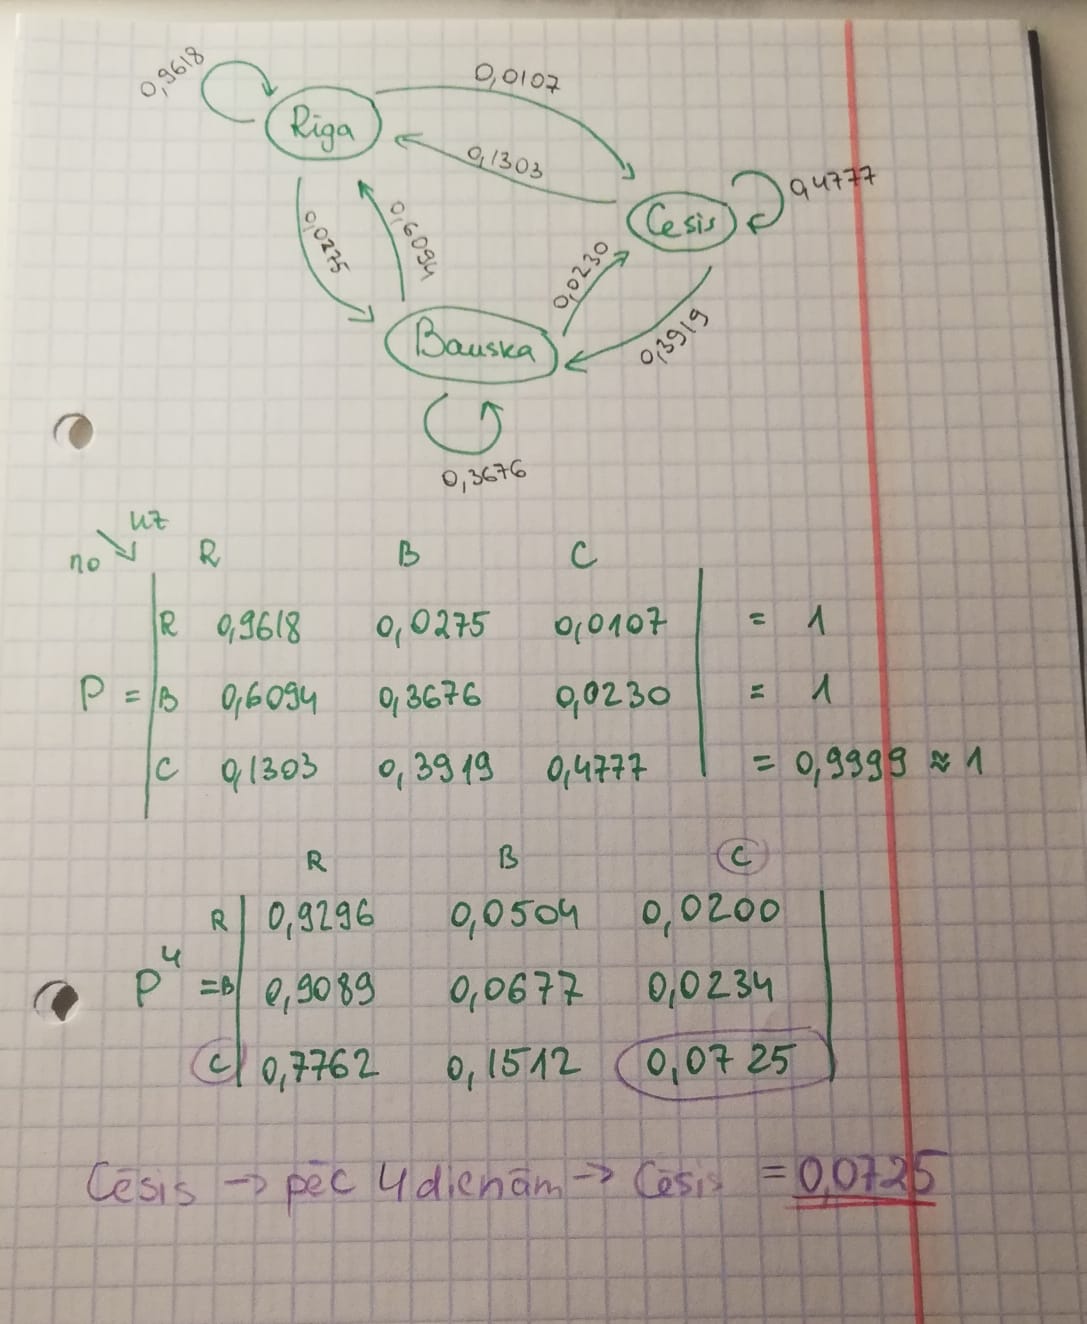 0,9618
0,0107
Rīga
0,1303
0,4777
Cēsis
0,0275
0,6094
0,0230
0,3919
Bauska
0,3676
uz
no R B C
R 0,9618 0,0275 0,0107 = 1
P = B 0,6094 0,3676 0,0230 = 1
C 0,1303 0,3919 0,4777 = 0,9999 ≈ 1
R B C
R 0,9296 0,0504 0,0200
P⁴ = B 0,9089 0,0677 0,0234
C 0,7762 0,1512 0,0725
Cēsis → pēc 4 dienām → Cēsis = 0,0725